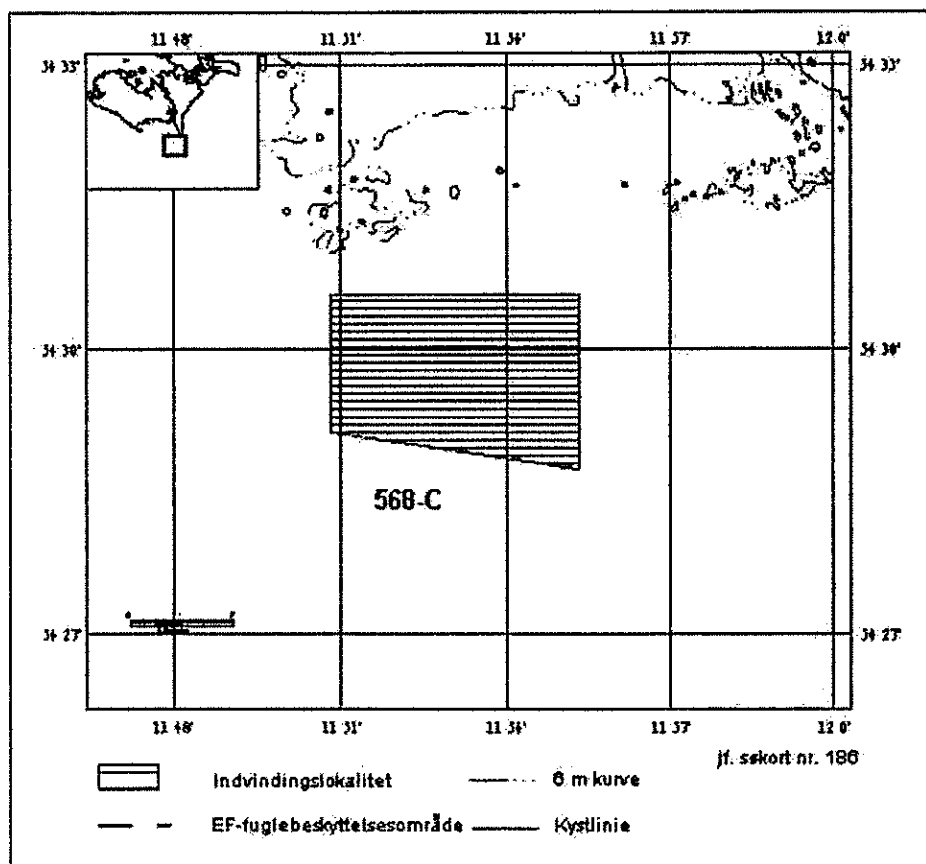 11 48' 11 51' 11 54' 11 57' 12 0'
54 33' 54 33'
54 30' 54 30'
568-C
54 27' 54 27'
11 48' 11 51' 11 54' 11 57' 12 0'
jf. søkort nr. 186
Indvindingslokalitet 6 m kurve
EF-fuglebeskyttelsesområde Kystlinie